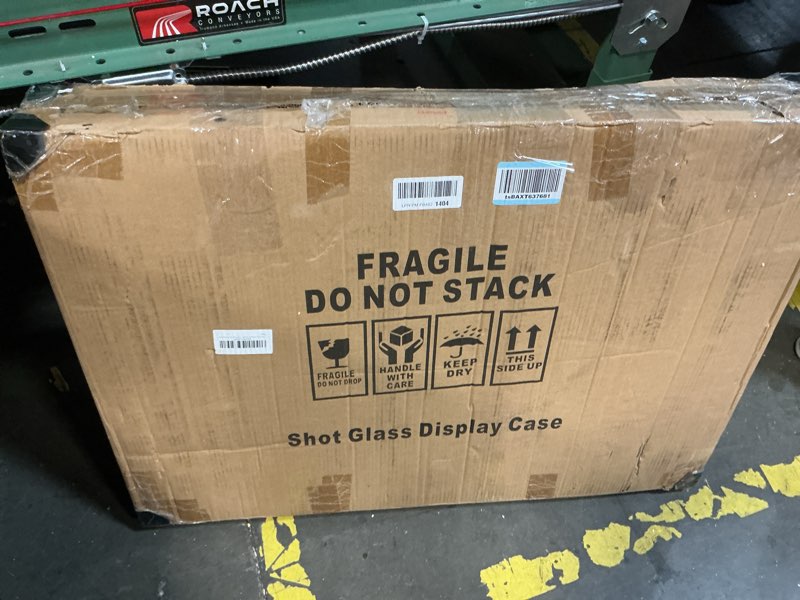 ROACH
CONVEYORS
1404
tsBAXT637681
FRAGILE
DO NOT STACK
FRAGILE
DO NOT DROP
HANDLE
WITH
CARE
KEEP
DRY
THIS
SIDE UP
Shot Glass Display Case